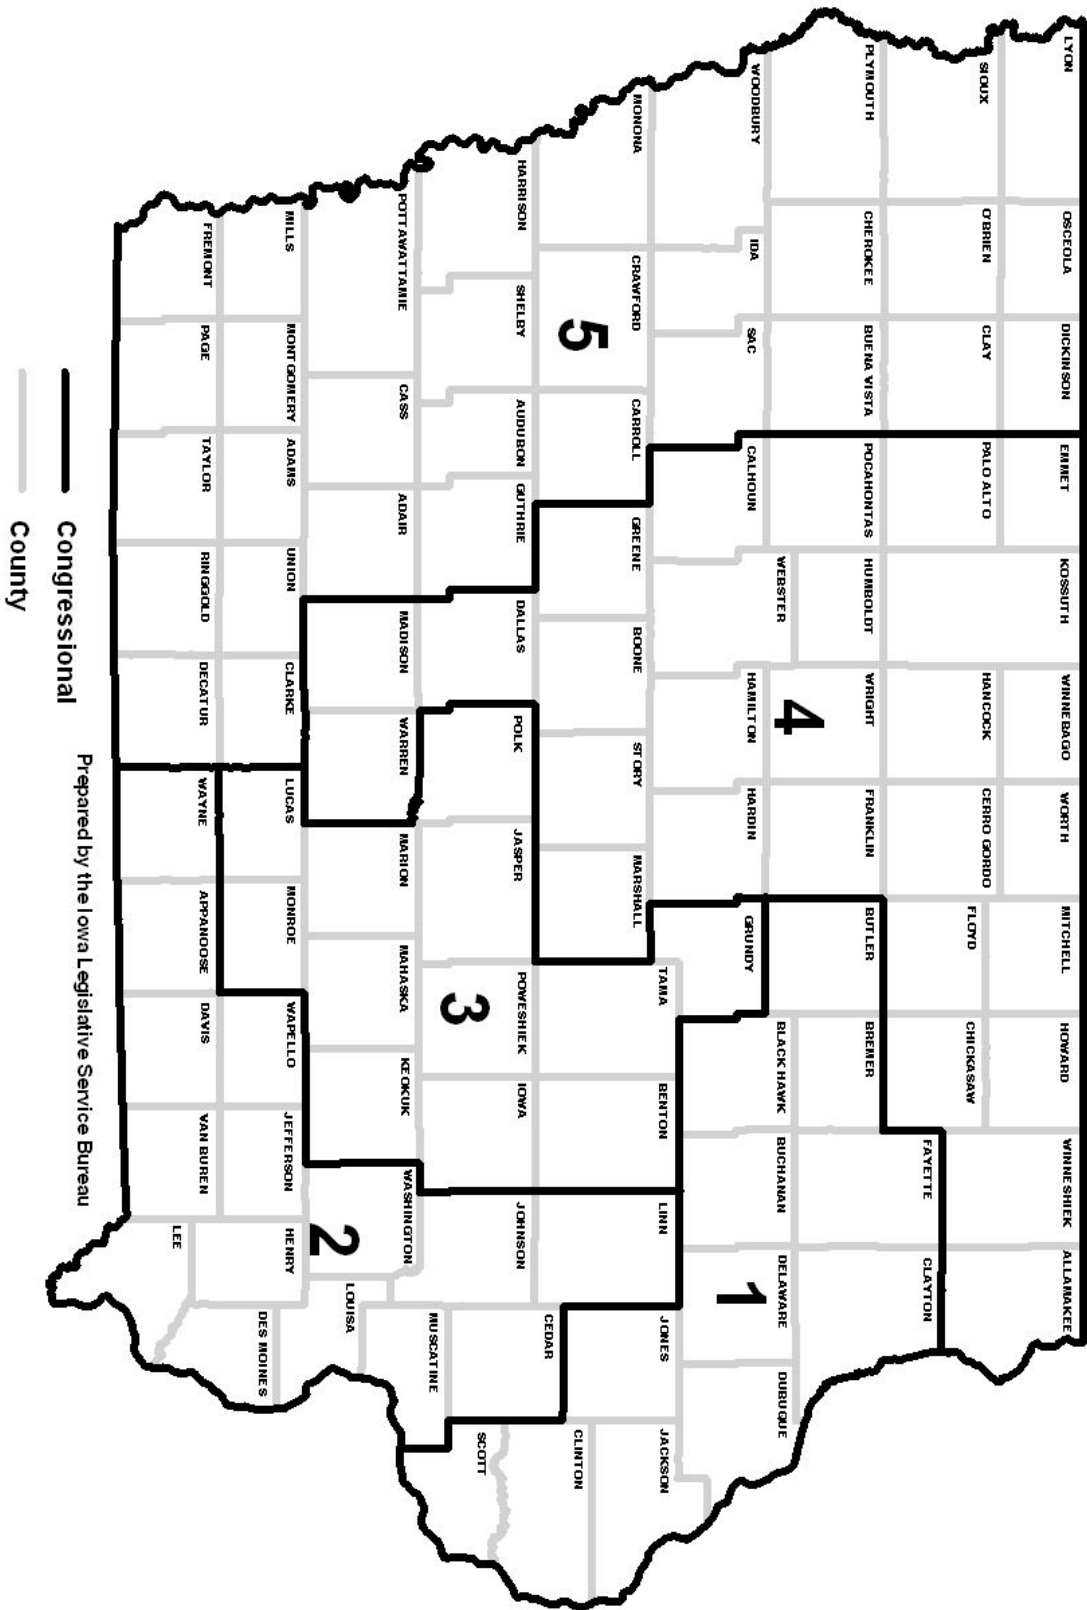 LYON
OSCEOLA
DICKINSON
EMMET
KOSSUTH
WINNEBAGO
WORTH
MITCHELL
HOWARD
WINNESHIEK
ALLAMAKEE
SIOUX
O'BRIEN
CLAY
PALO ALTO
HANCOCK
CERRO GORDO
FLOYD
CHICKASAW
PLYMOUTH
CHEROKEE
BUENA VISTA
POCAHONTAS
HUMBOLDT
WRIGHT
FRANKLIN
BUTLER
BREMER
FAYETTE
CLAYTON
WOODBURY
IDA
SAC
CALHOUN
WEBSTER
HAMILTON
4
HARDIN
GRUNDY
BLACK HAWK
BUCHANAN
DELAWARE
DUBUQUE
1
MONONA
CRAWFORD
CARROLL
GREENE
BOONE
STORY
MARSHALL
TAMA
BENTON
LINN
JONES
JACKSON
5
HARRISON
SHELBY
AUDUBON
GUTHRIE
DALLAS
POLK
JASPER
POWESHIEK
IOWA
JOHNSON
CEDAR
CLINTON
3
SCOTT
POTTAWATTAMIE
CASS
ADAIR
MADISON
WARREN
MARION
MAHASKA
KEOKUK
WASHINGTON
MUSCATINE
2
LOUISA
MILLS
MONTGOMERY
ADAMS
UNION
CLARKE
LUCAS
MONROE
WAPELLO
JEFFERSON
HENRY
DES MOINES
FREMONT
PAGE
TAYLOR
RINGGOLD
DECATUR
WAYNE
APPANOOSE
DAVIS
VAN BUREN
LEE
Congressional
County
Prepared by the Iowa Legislative Service Bureau